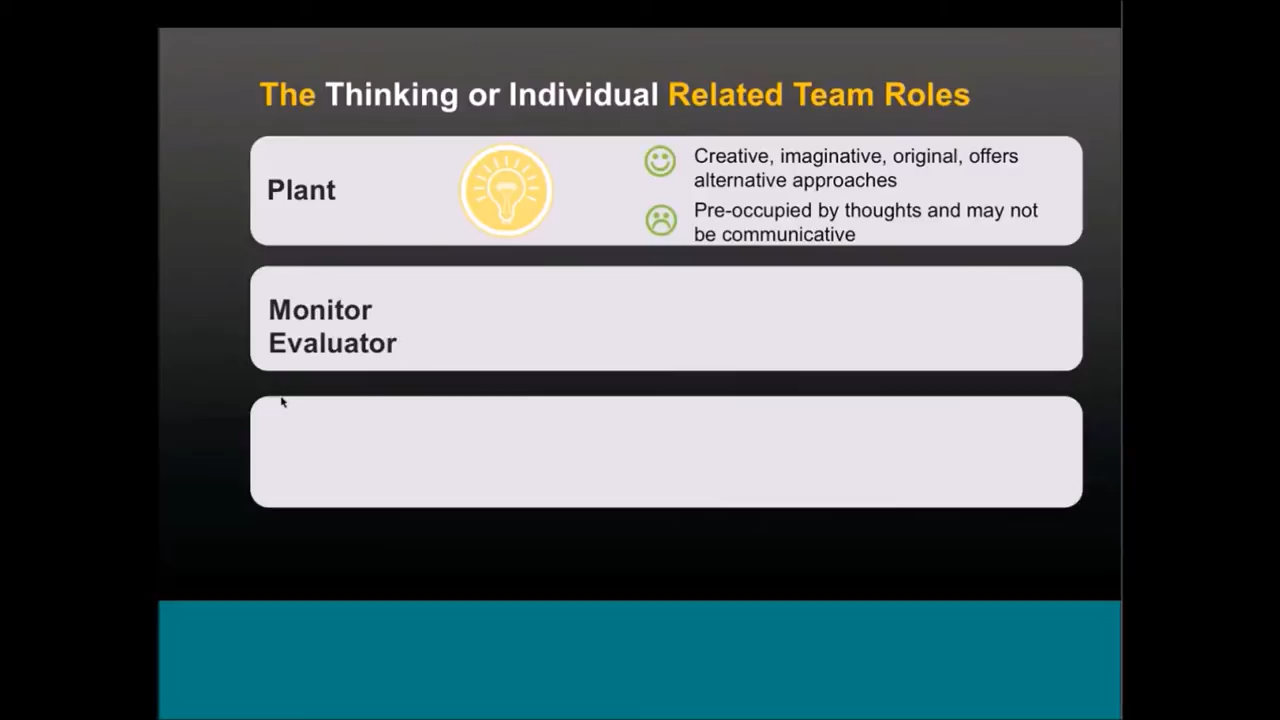 The Thinking or Individual Related Team Roles
Plant
Creative, imaginative, original, offers
alternative approaches
Pre-occupied by thoughts and may not
be communicative
Monitor
Evaluator